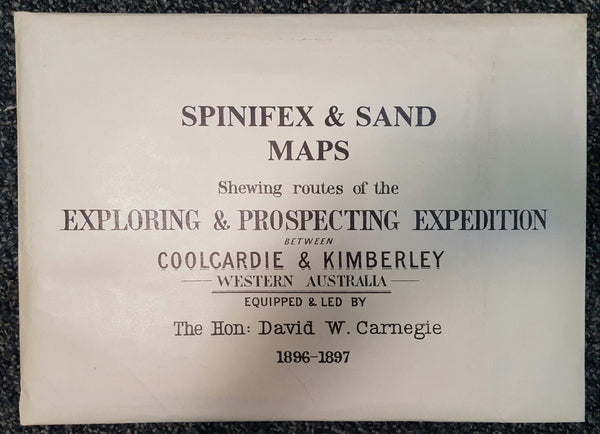 SPINIFEX & SAND
MAPS
Shewing routes of the
EXPLORING & PROSPECTING EXPEDITION
BETWEEN
COOLCARDIE & KIMBERLEY
WESTERN AUSTRALIA
EQUIPPED & LED BY
The Hon: David W. Carnegie
1896-1897